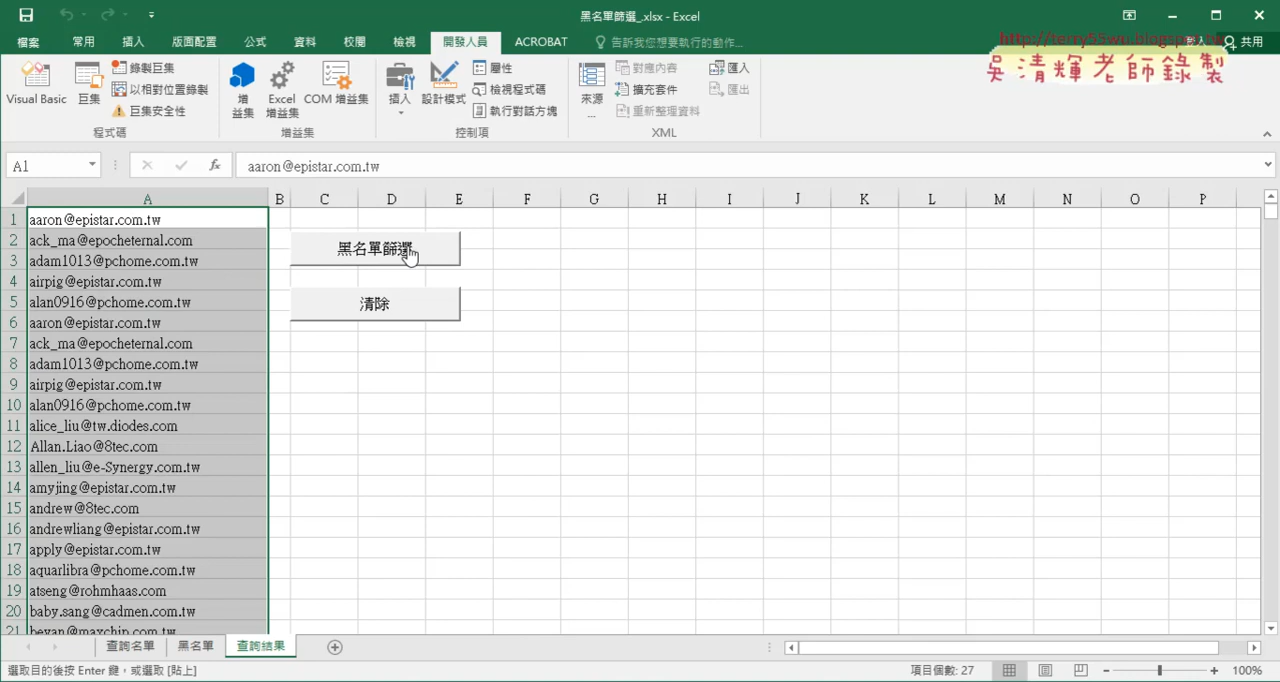 黑名單篩選_.xlsx - Excel
http://terry55wu.blogspot.tw
檔案 常用 插入 版面配置 公式 資料 校閱 檢視 開發人員 ACROBAT 告訴我您想要執行的動作... 共用
吳清輝老師錄製
Visual Basic 巨集 錄製巨集 以相對位置錄製 巨集安全性
增益集 Excel 增益集 COM 增益集
插入 設計模式 屬性 檢視程式碼 執行對話方塊
來源 ... 對應內容 擴充套件 重新整理資料 匯入 匯出
程式碼 增益集 控制項 XML
A1 fx aaron@epistar.com.tw
A B C D E F G H I J K L M N O P
1 aaron@epistar.com.tw
2 ack_ma@epocheternal.com
黑名單篩選
3 adam1013@pchome.com.tw
4 airpig@epistar.com.tw
5 alan0916@pchome.com.tw
清除
6 aaron@epistar.com.tw
7 ack_ma@epocheternal.com
8 adam1013@pchome.com.tw
9 airpig@epistar.com.tw
10 alan0916@pchome.com.tw
11 alice_liu@tw.diodes.com
12 Allan.Liao@8tec.com
13 allen_liu@e-Synergy.com.tw
14 amyjing@epistar.com.tw
15 andrew@8tec.com
16 andrewliang@epistar.com.tw
17 apply@epistar.com.tw
18 aquarlibra@pchome.com.tw
19 atseng@rohmhaas.com
20 baby.sang@cadmen.com.tw
21 bevan@maxchip.com.tw
查詢名單 黑名單 查詢結果
選取目的後按 Enter 鍵，或選取 [貼上] 項目個數: 27 100%